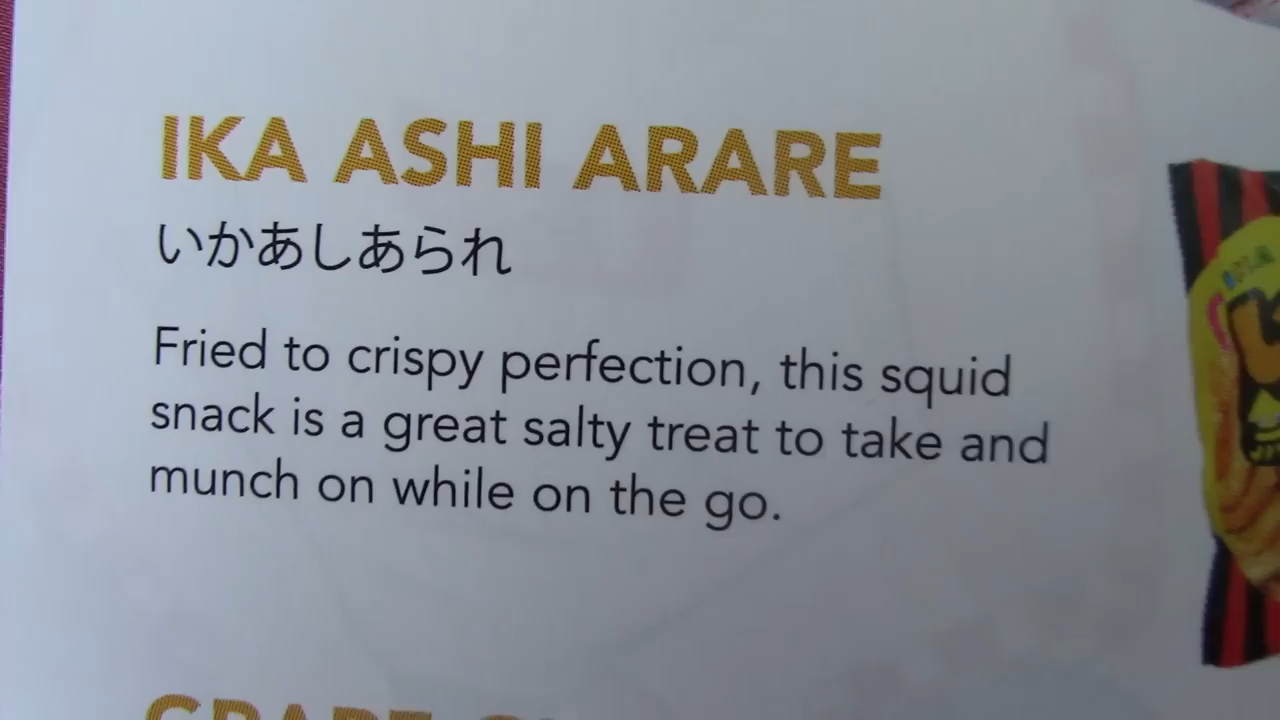 IKA ASHI ARARE
いかあしあられ
Fried to crispy perfection, this squid
snack is a great salty treat to take and
munch on while on the go.